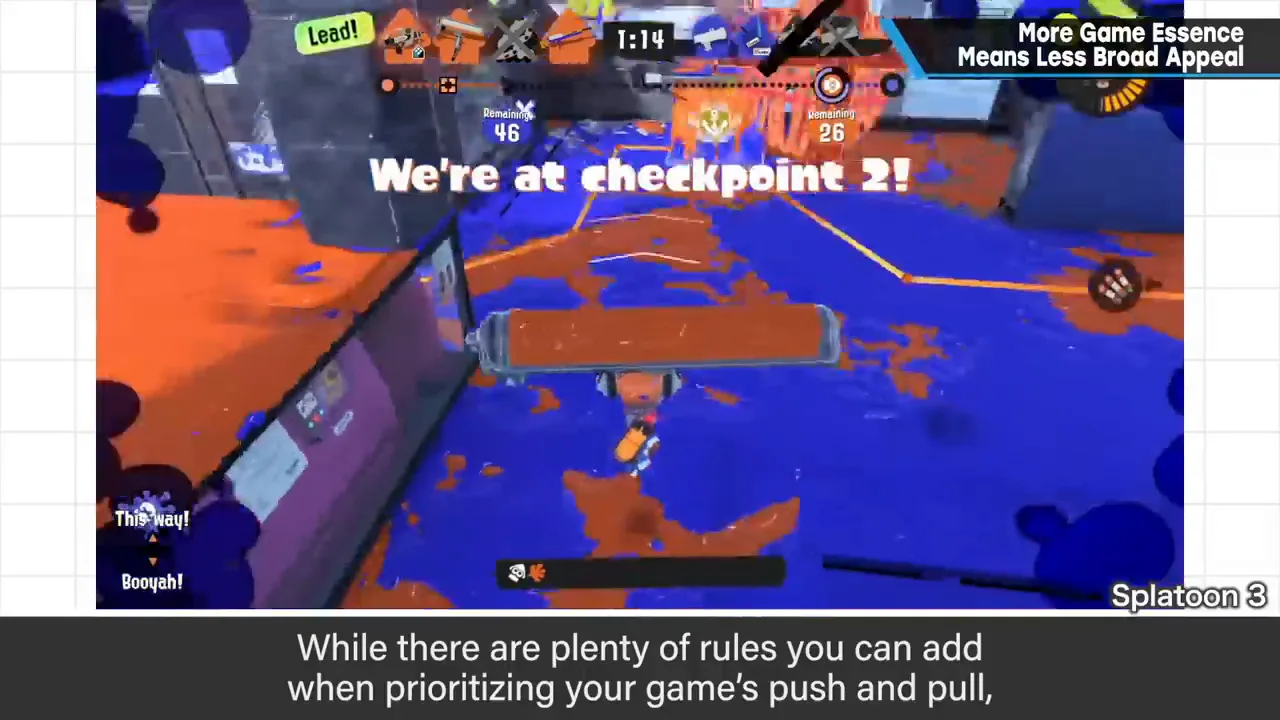 Lead!
1:14
More Game Essence
Means Less Broad Appeal
Remaining
46
Remaining
26
We're at checkpoint 2!
This way!
Booyah!
Splatoon 3
While there are plenty of rules you can add
when prioritizing your game's push and pull,